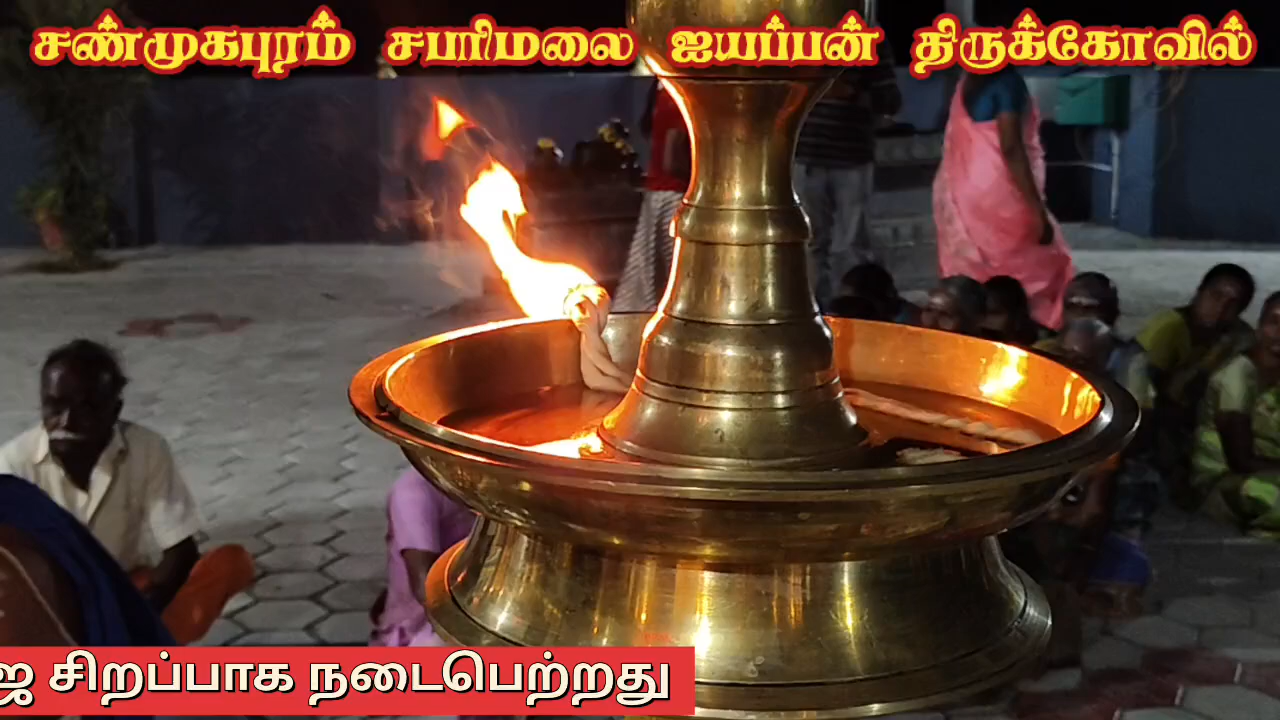 சண்முகபுரம் சபரிமலை ஐயப்பன் திருக்கோவில்
சிறப்பாக நடைபெற்றது